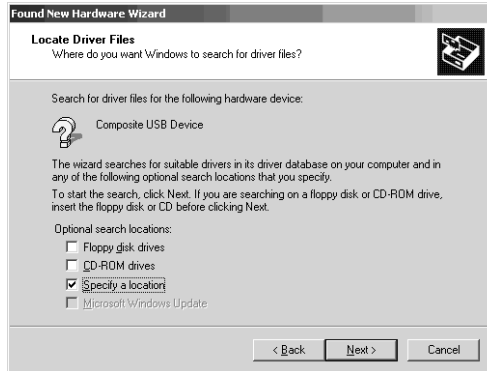 Found New Hardware Wizard
Locate Driver Files
Where do you want Windows to search for driver files?
Search for driver files for the following hardware device:
Composite USB Device
The wizard searches for suitable drivers in its driver database on your computer and in
any of the following optional search locations that you specify.
To start the search, click Next. If you are searching on a floppy disk or CD-ROM drive,
insert the floppy disk or CD before clicking Next.
Optional search locations:
Floppy disk drives
CD-ROM drives
Specify a location
Microsoft Windows Update
< Back
Next >
Cancel